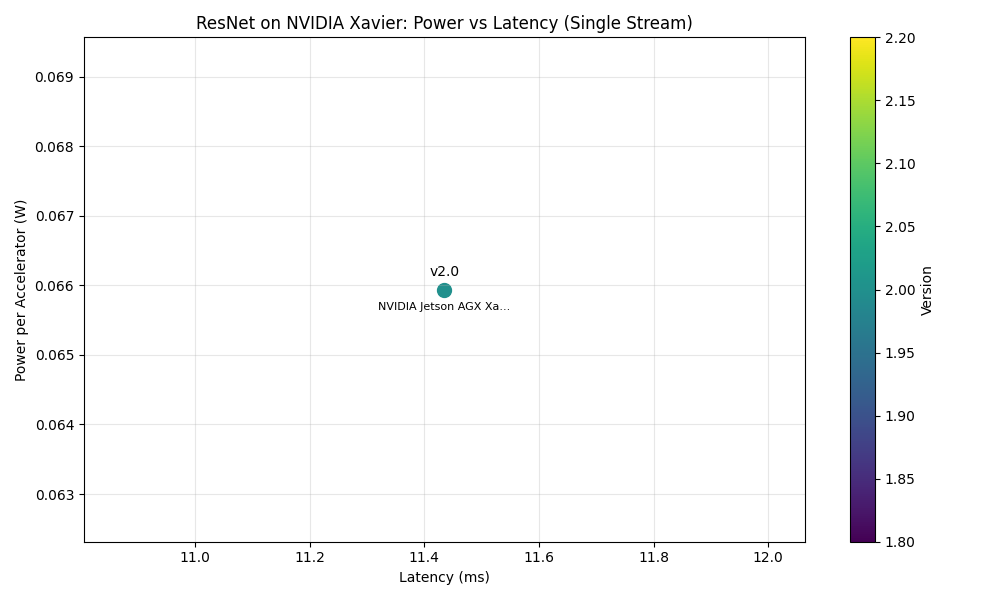 ResNet on NVIDIA Xavier: Power vs Latency (Single Stream)
Power per Accelerator (W)
0.069
0.068
0.067
0.066
0.065
0.064
0.063
v2.0
NVIDIA Jetson AGX Xa...
11.0 11.2 11.4 11.6 11.8 12.0
Latency (ms)
2.20
2.15
2.10
2.05
2.00
1.95
1.90
1.85
1.80
Version